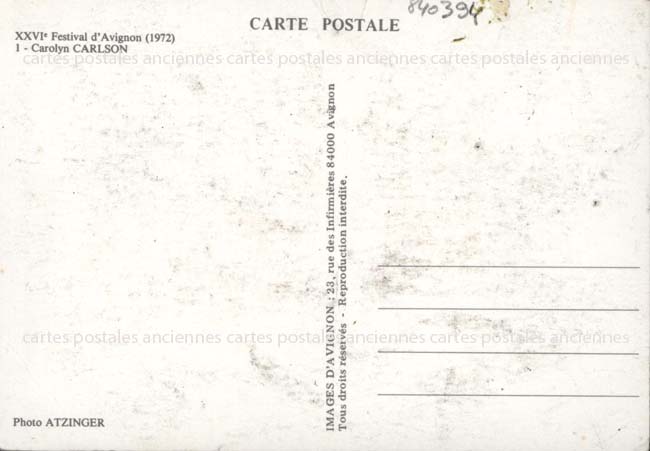 840394
CARTE POSTALE
XXVIᵉ Festival d'Avignon (1972)
1 - Carolyn CARLSON
cartes postales anciennes cartes postales anciennes cartes postales anciennes
IMAGES D'AVIGNON : 23, rue des Infirmières 84000 Avignon
Tous droits réservés - Reproduction interdite.
cartes postales anciennes cartes postales anciennes cartes postales anciennes
Photo ATZINGER